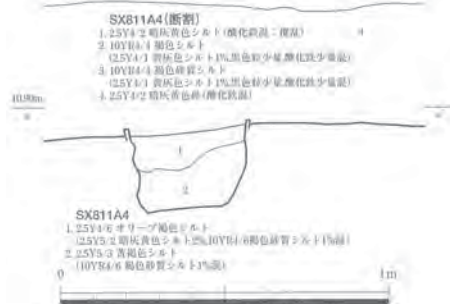 SX811A4(断割)
1. 2.5Y4/2 暗灰黄色シルト(酸化鉄混:攪乱)
2. 10YR4/4 褐色シルト
(2.5Y4/1 黄灰色シルト1%,黒色粒少量,酸化鉄少量混)
3. 10YR4/4 褐色砂質シルト
(2.5Y4/1 黄灰色シルト1%,黒色粒少量,酸化鉄少量混)
4. 2.5Y4/2 暗灰黄色砂(酸化鉄混)
10.90m
1
2
SX811A4
1. 2.5Y4/6 オリーブ褐色シルト
(2.5Y5/2 暗灰黄色シルト2%,10YR4/6褐色砂質シルト1%混)
2. 2.5Y5/3 黄褐色シルト
(10YR4/6 褐色砂質シルト3%混)
0 1m